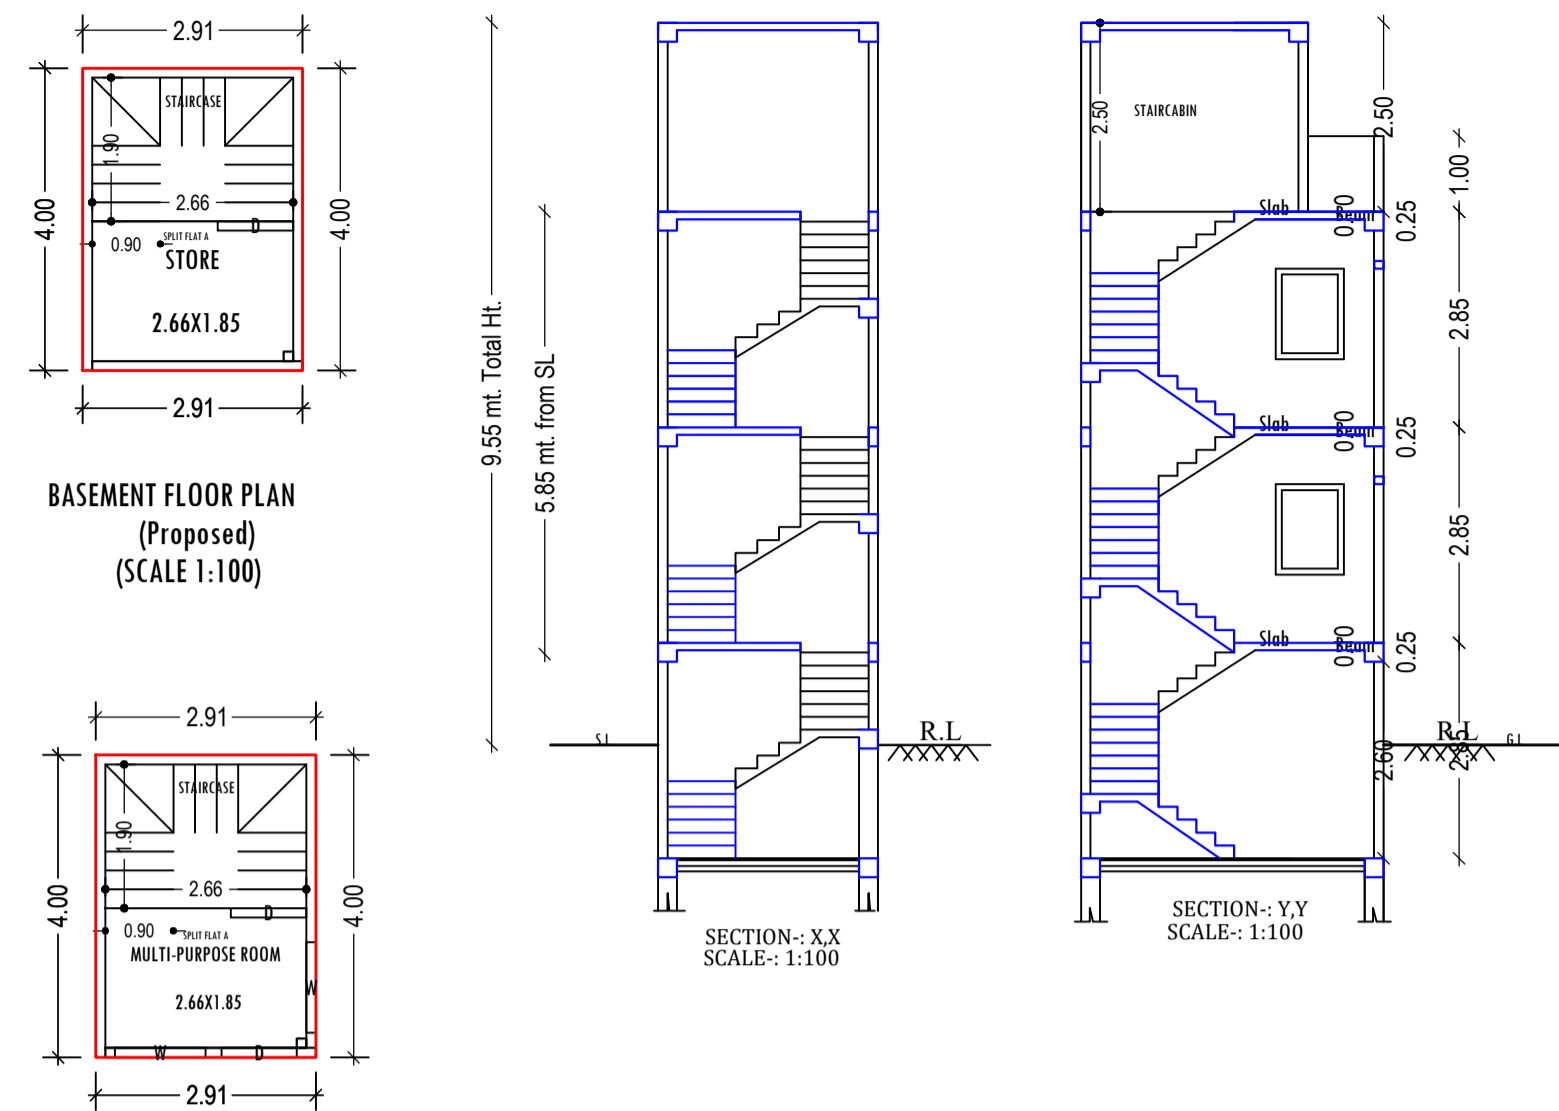 2.91
STAIRCASE
1.90
4.00
4.00
2.66
D
0.90
SPLIT FLAT A
STORE
2.66X1.85
2.91
BASEMENT FLOOR PLAN
(Proposed)
(SCALE 1:100)
2.91
STAIRCASE
1.90
4.00
4.00
2.66
D
0.90
SPLIT FLAT A
MULTI-PURPOSE ROOM
2.66X1.85
W
W
D
2.91
9.55 mt. Total Ht.
5.85 mt. from SL
R.L
SECTION-: X,X
SCALE-: 1:100
2.50
STAIRCABIN
2.50
1.00
Slab
Beam
0.25
2.85
Slab
Beam
0.25
2.85
Slab
Beam
0.25
2.60
R.L
G.L
2.85
SECTION-: Y,Y
SCALE-: 1:100